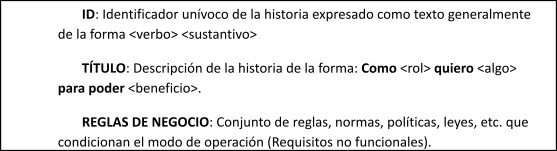 ID: Identificador unívoco de la historia expresado como texto generalmente
de la forma <verbo> <sustantivo>
TÍTULO: Descripción de la historia de la forma: Como <rol> quiero <algo>
para poder <beneficio>.
REGLAS DE NEGOCIO: Conjunto de reglas, normas, políticas, leyes, etc. que
condicionan el modo de operación (Requisitos no funcionales).